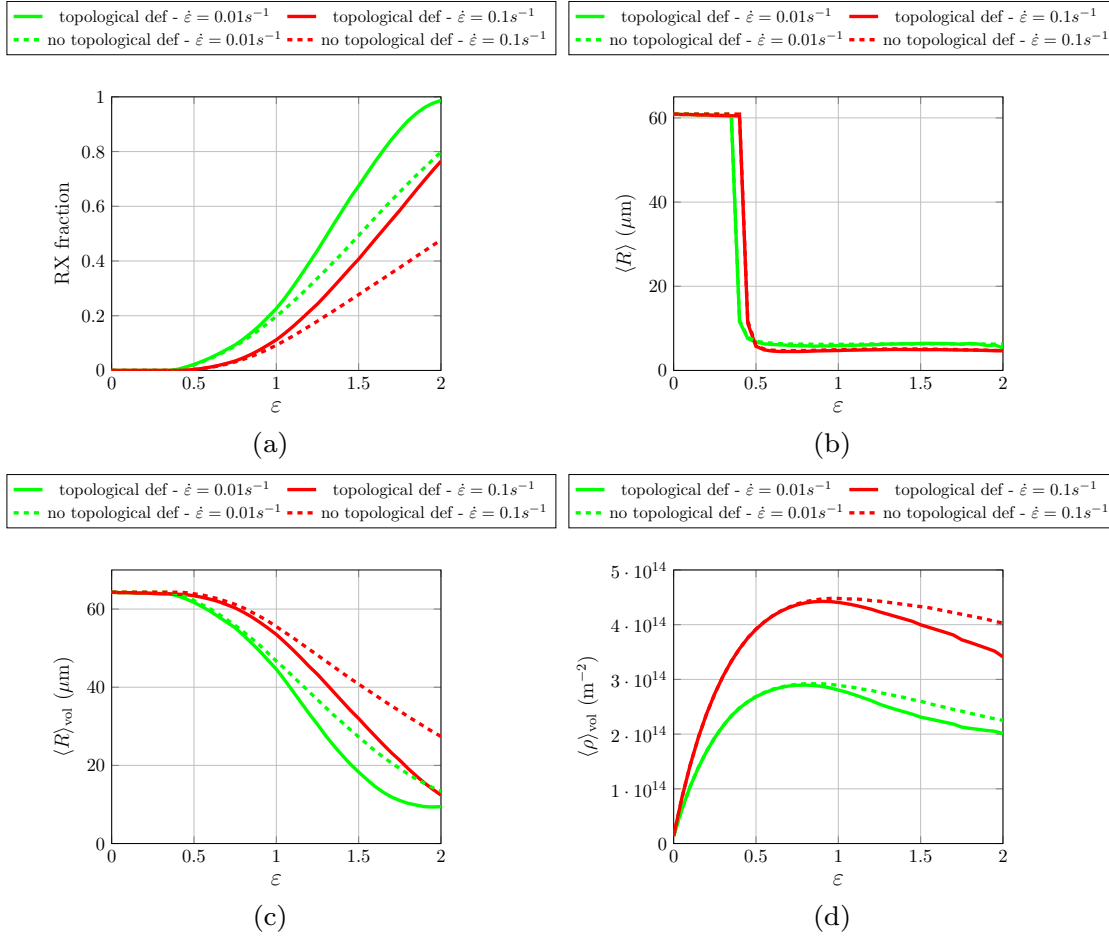 topological def - ε̇ = 0.01s⁻¹ topological def - ε̇ = 0.1s⁻¹
no topological def - ε̇ = 0.01s⁻¹ no topological def - ε̇ = 0.1s⁻¹
topological def - ε̇ = 0.01s⁻¹ topological def - ε̇ = 0.1s⁻¹
no topological def - ε̇ = 0.01s⁻¹ no topological def - ε̇ = 0.1s⁻¹
1
0.8
0.6
0.4
0.2
0
RX fraction
0 0.5 1 1.5 2
ε
(a)
60
40
20
0
⟨R⟩ (μm)
0 0.5 1 1.5 2
ε
(b)
topological def - ε̇ = 0.01s⁻¹ topological def - ε̇ = 0.1s⁻¹
no topological def - ε̇ = 0.01s⁻¹ no topological def - ε̇ = 0.1s⁻¹
topological def - ε̇ = 0.01s⁻¹ topological def - ε̇ = 0.1s⁻¹
no topological def - ε̇ = 0.01s⁻¹ no topological def - ε̇ = 0.1s⁻¹
60
40
20
0
⟨R⟩vol (μm)
0 0.5 1 1.5 2
ε
(c)
5 · 10¹⁴
4 · 10¹⁴
3 · 10¹⁴
2 · 10¹⁴
1 · 10¹⁴
0
⟨ρ⟩vol (m⁻²)
0 0.5 1 1.5 2
ε
(d)